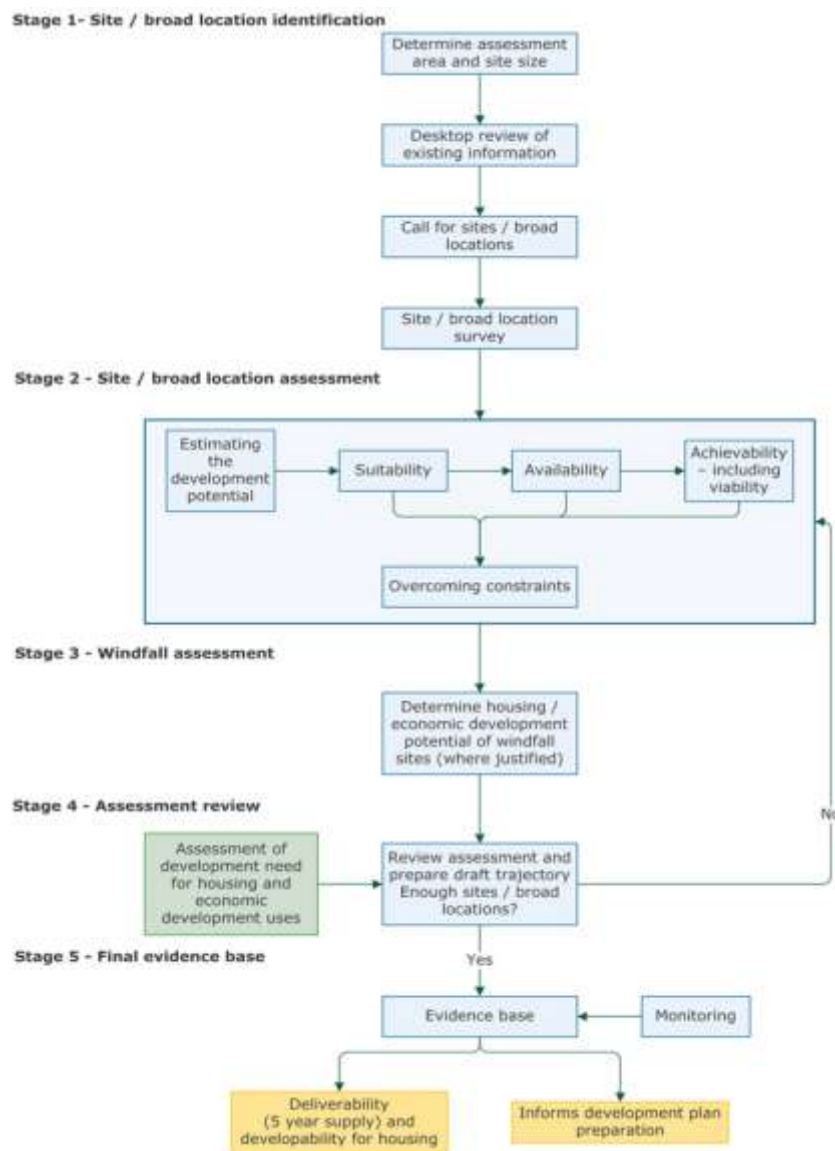 Stage 1- Site / broad location identification
Determine assessment
area and site size
Desktop review of
existing information
Call for sites / broad
locations
Site / broad location
survey
Stage 2 - Site / broad location assessment
Estimating
the
development
potential
Suitability
Availability
Achievability
– including
viability
Overcoming constraints
Stage 3 - Windfall assessment
Determine housing /
economic development
potential of windfall
sites (where justified)
Stage 4 - Assessment review
Assessment of
development need
for housing and
economic
development uses
Review assessment and
prepare draft trajectory
Enough sites / broad
locations?
No
Stage 5 - Final evidence base
Yes
Evidence base
Monitoring
Deliverability
(5 year supply) and
developability for housing
Informs development plan
preparation